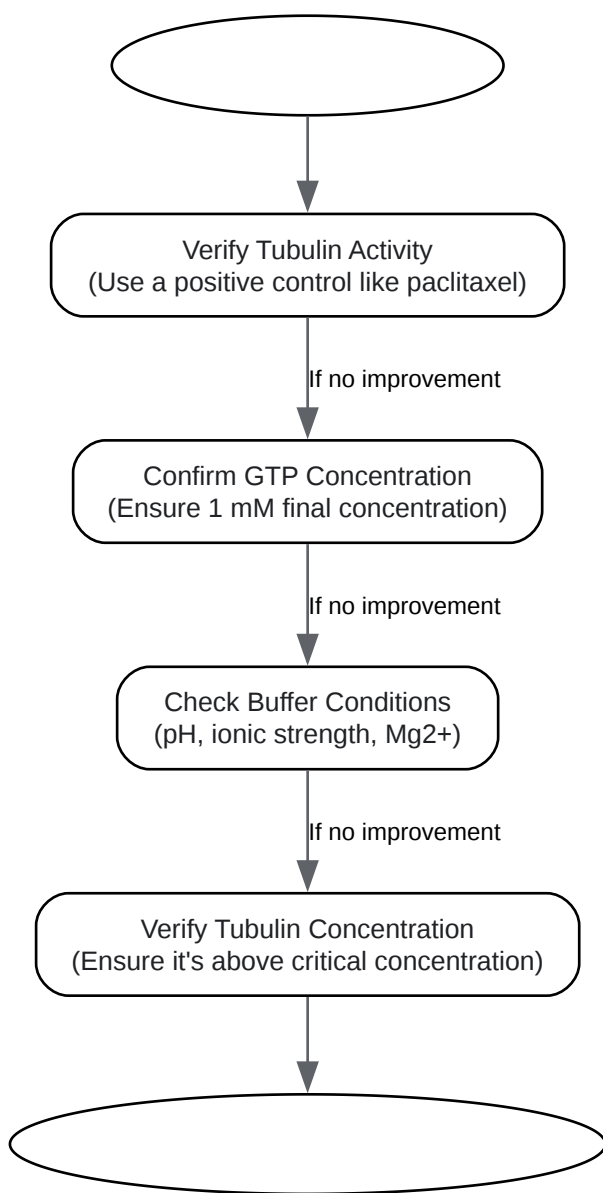 Verify Tubulin Activity
(Use a positive control like paclitaxel)
If no improvement
Confirm GTP Concentration
(Ensure 1 mM final concentration)
If no improvement
Check Buffer Conditions
(pH, ionic strength, Mg2+)
If no improvement
Verify Tubulin Concentration
(Ensure it's above critical concentration)